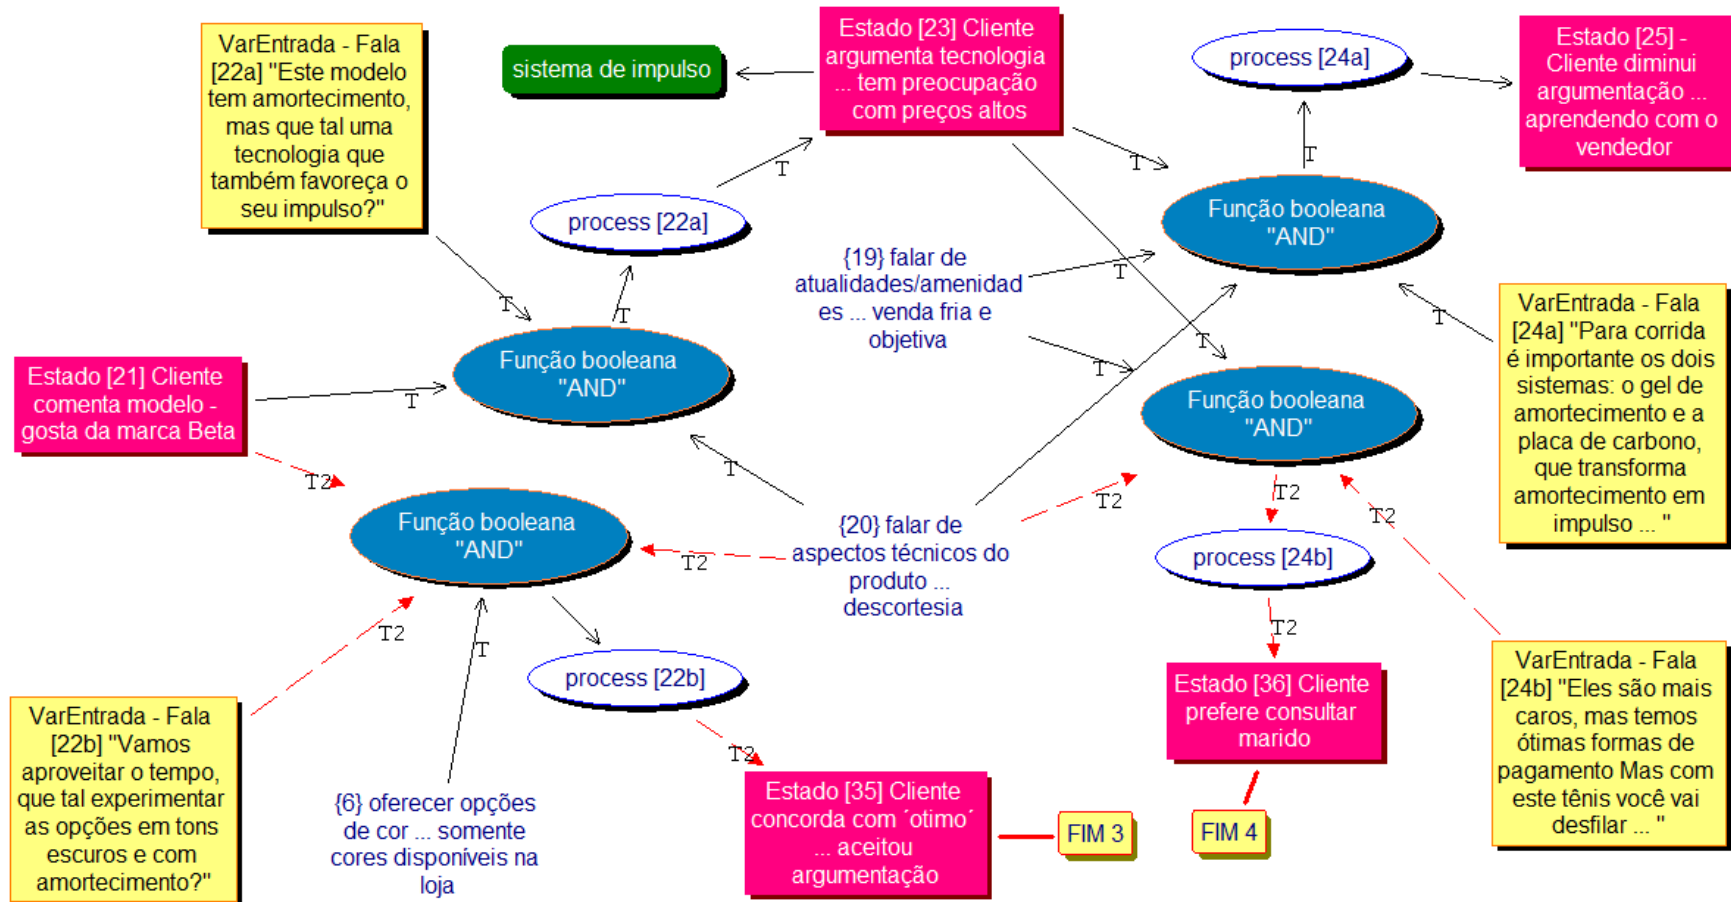 VarEntrada - Fala
[22a] "Este modelo
tem amortecimento,
mas que tal uma
tecnologia que
também favoreça o
seu impulso?"
sistema de impulso
Estado [23] Cliente
argumenta tecnologia
... tem preocupação
com preços altos
process [24a]
Estado [25] -
Cliente diminui
argumentação ...
aprendendo com o
vendedor
T
T
T
process [22a]
Função booleana
"AND"
{19} falar de
atualidades/amenidad
es ... venda fria e
objetiva
T
T
T
T
T
T
VarEntrada - Fala
[24a] "Para corrida
é importante os dois
sistemas: o gel de
amortecimento e a
placa de carbono,
que transforma
amortecimento em
impulso ... "
Função booleana
"AND"
Estado [21] Cliente
comenta modelo -
gosta da marca Beta
T
Função booleana
"AND"
T
T2
T2
T2
T2
Função booleana
"AND"
{20} falar de
aspectos técnicos do
produto ...
descortesia
T2
process [24b]
T2
T2
T
process [22b]
Estado [36] Cliente
prefere consultar
marido
VarEntrada - Fala
[24b] "Eles são mais
caros, mas temos
ótimas formas de
pagamento Mas com
este tênis você vai
desfilar ... "
VarEntrada - Fala
[22b] "Vamos
aproveitar o tempo,
que tal experimentar
as opções em tons
escuros e com
amortecimento?"
T2
{6} oferecer opções
de cor ... somente
cores disponíveis na
loja
Estado [35] Cliente
concorda com ´otimo´
... aceitou
argumentação
FIM 3
FIM 4